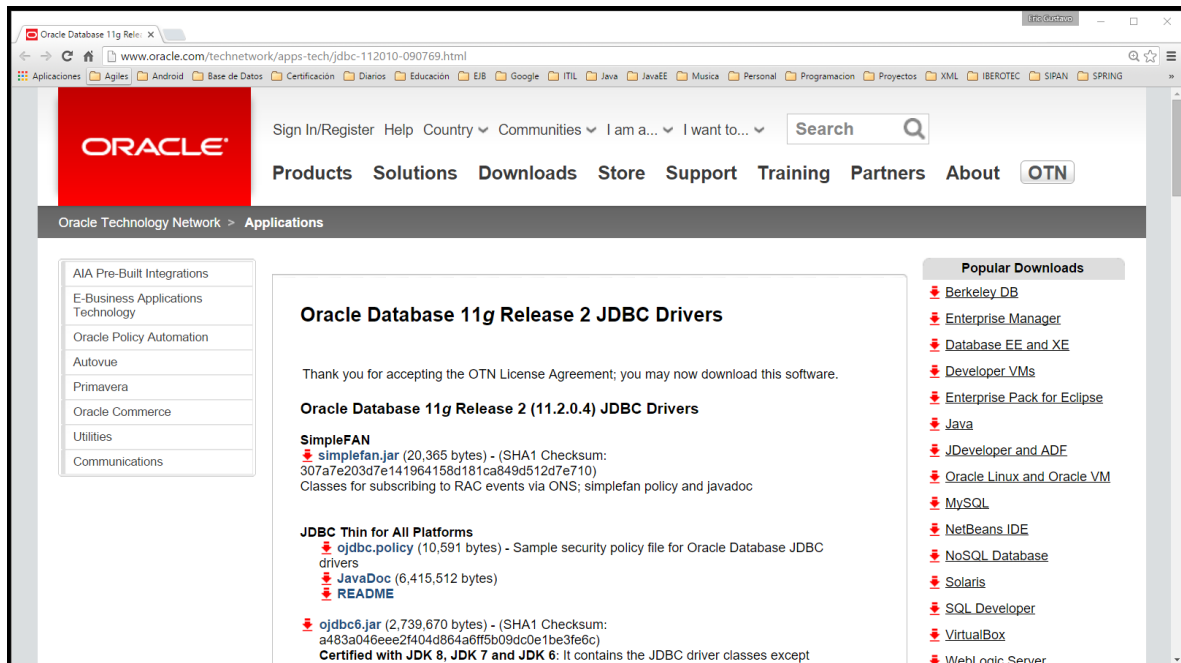 Eric Gustavo
Oracle Database 11g Rele
www.oracle.com/technetwork/apps-tech/jdbc-112010-090769.html
Aplicaciones Agiles Android Base de Datos Certificación Diarios Educación EJB Google ITIL Java JavaEE Musica Personal Programacion Proyectos XML IBEROTEC SIPAN SPRING »
ORACLE
Sign In/Register Help Country Communities I am a... I want to... Search
Products Solutions Downloads Store Support Training Partners About OTN
Oracle Technology Network > Applications
AIA Pre-Built Integrations
E-Business Applications
Technology
Oracle Policy Automation
Autovue
Primavera
Oracle Commerce
Utilities
Communications
Oracle Database 11g Release 2 JDBC Drivers
Thank you for accepting the OTN License Agreement; you may now download this software.
Oracle Database 11g Release 2 (11.2.0.4) JDBC Drivers
SimpleFAN
simplefan.jar (20,365 bytes) - (SHA1 Checksum:
307a7e203d7e141964158d181ca849d512d7e710)
Classes for subscribing to RAC events via ONS; simplefan policy and javadoc
JDBC Thin for All Platforms
ojdbc.policy (10,591 bytes) - Sample security policy file for Oracle Database JDBC
drivers
JavaDoc (6,415,512 bytes)
README
ojdbc6.jar (2,739,670 bytes) - (SHA1 Checksum:
a483a046eee2f404d864a6ff5b09dc0e1be3fe6c)
Certified with JDK 8, JDK 7 and JDK 6: It contains the JDBC driver classes except
Popular Downloads
Berkeley DB
Enterprise Manager
Database EE and XE
Developer VMs
Enterprise Pack for Eclipse
Java
JDeveloper and ADF
Oracle Linux and Oracle VM
MySQL
NetBeans IDE
NoSQL Database
Solaris
SQL Developer
VirtualBox
WebLogic Server